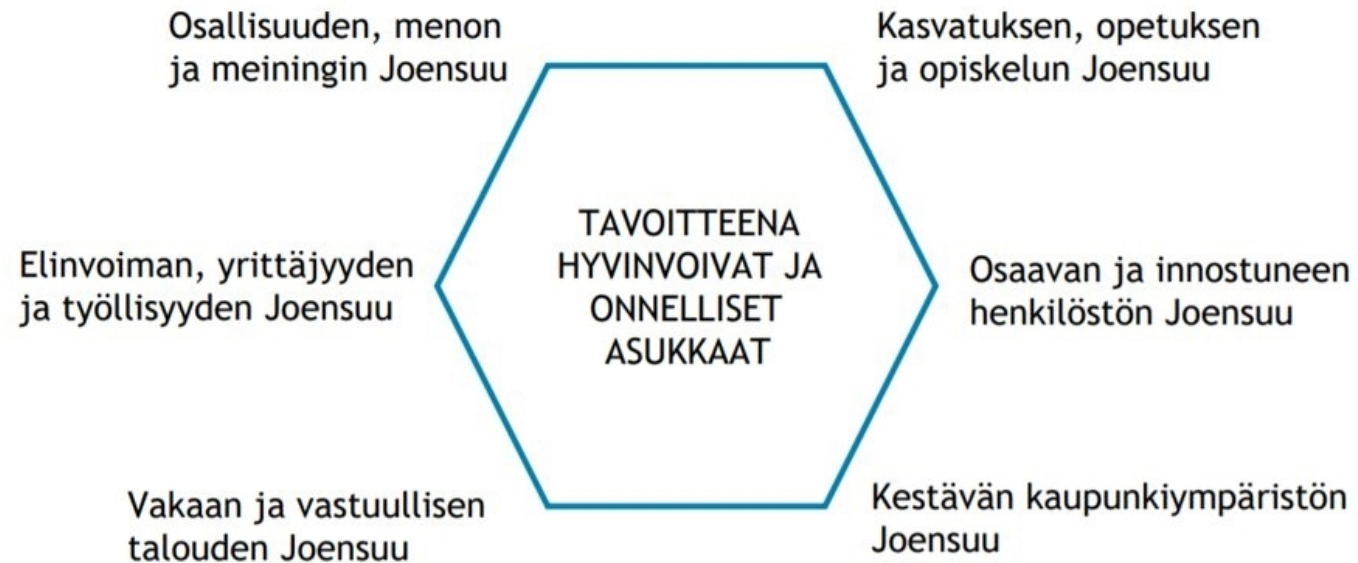 Osallisuuden, menon
ja meiningin Joensuu
Kasvatuksen, opetuksen
ja opiskelun Joensuu
TAVOITTEENA
HYVINVOIVAT JA
ONNELLISET
ASUKKAAT
Elinvoiman, yrittäjyyden
ja työllisyyden Joensuu
Osaavan ja innostuneen
henkilöstön Joensuu
Vakaan ja vastuullisen
talouden Joensuu
Kestävän kaupunkiympäristön
Joensuu